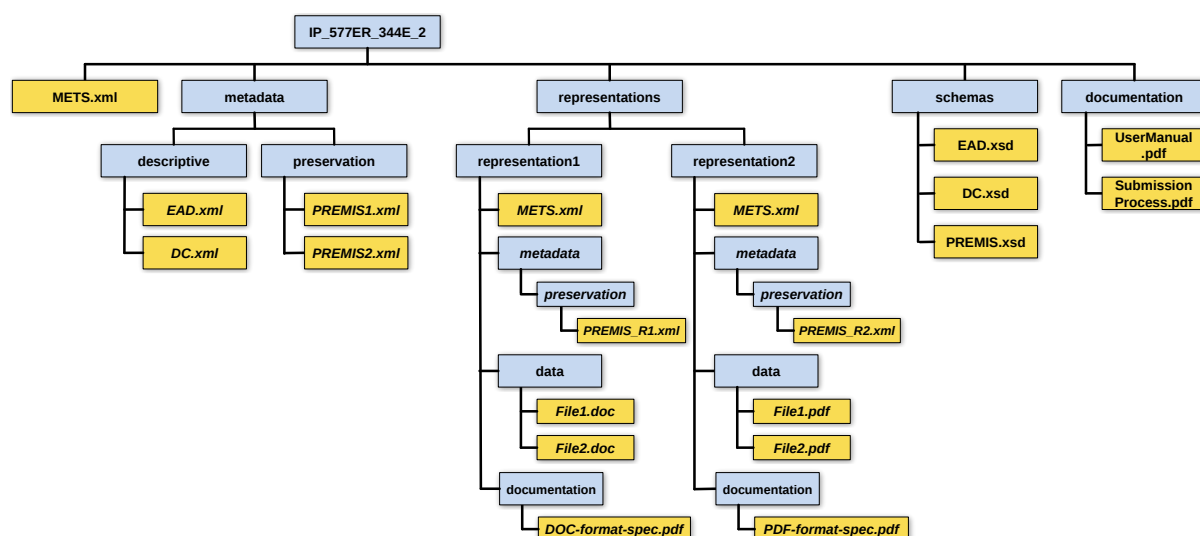 IP_577ER_344E_2
METS.xml
metadata
representations
schemas
documentation
descriptive
preservation
EAD.xml
DC.xml
PREMIS1.xml
PREMIS2.xml
representation1
METS.xml
metadata
preservation
PREMIS_R1.xml
data
File1.doc
File2.doc
documentation
DOC-format-spec.pdf
representation2
METS.xml
metadata
preservation
PREMIS_R2.xml
data
File1.pdf
File2.pdf
documentation
PDF-format-spec.pdf
EAD.xsd
DC.xsd
PREMIS.xsd
UserManual
.pdf
Submission
Process.pdf